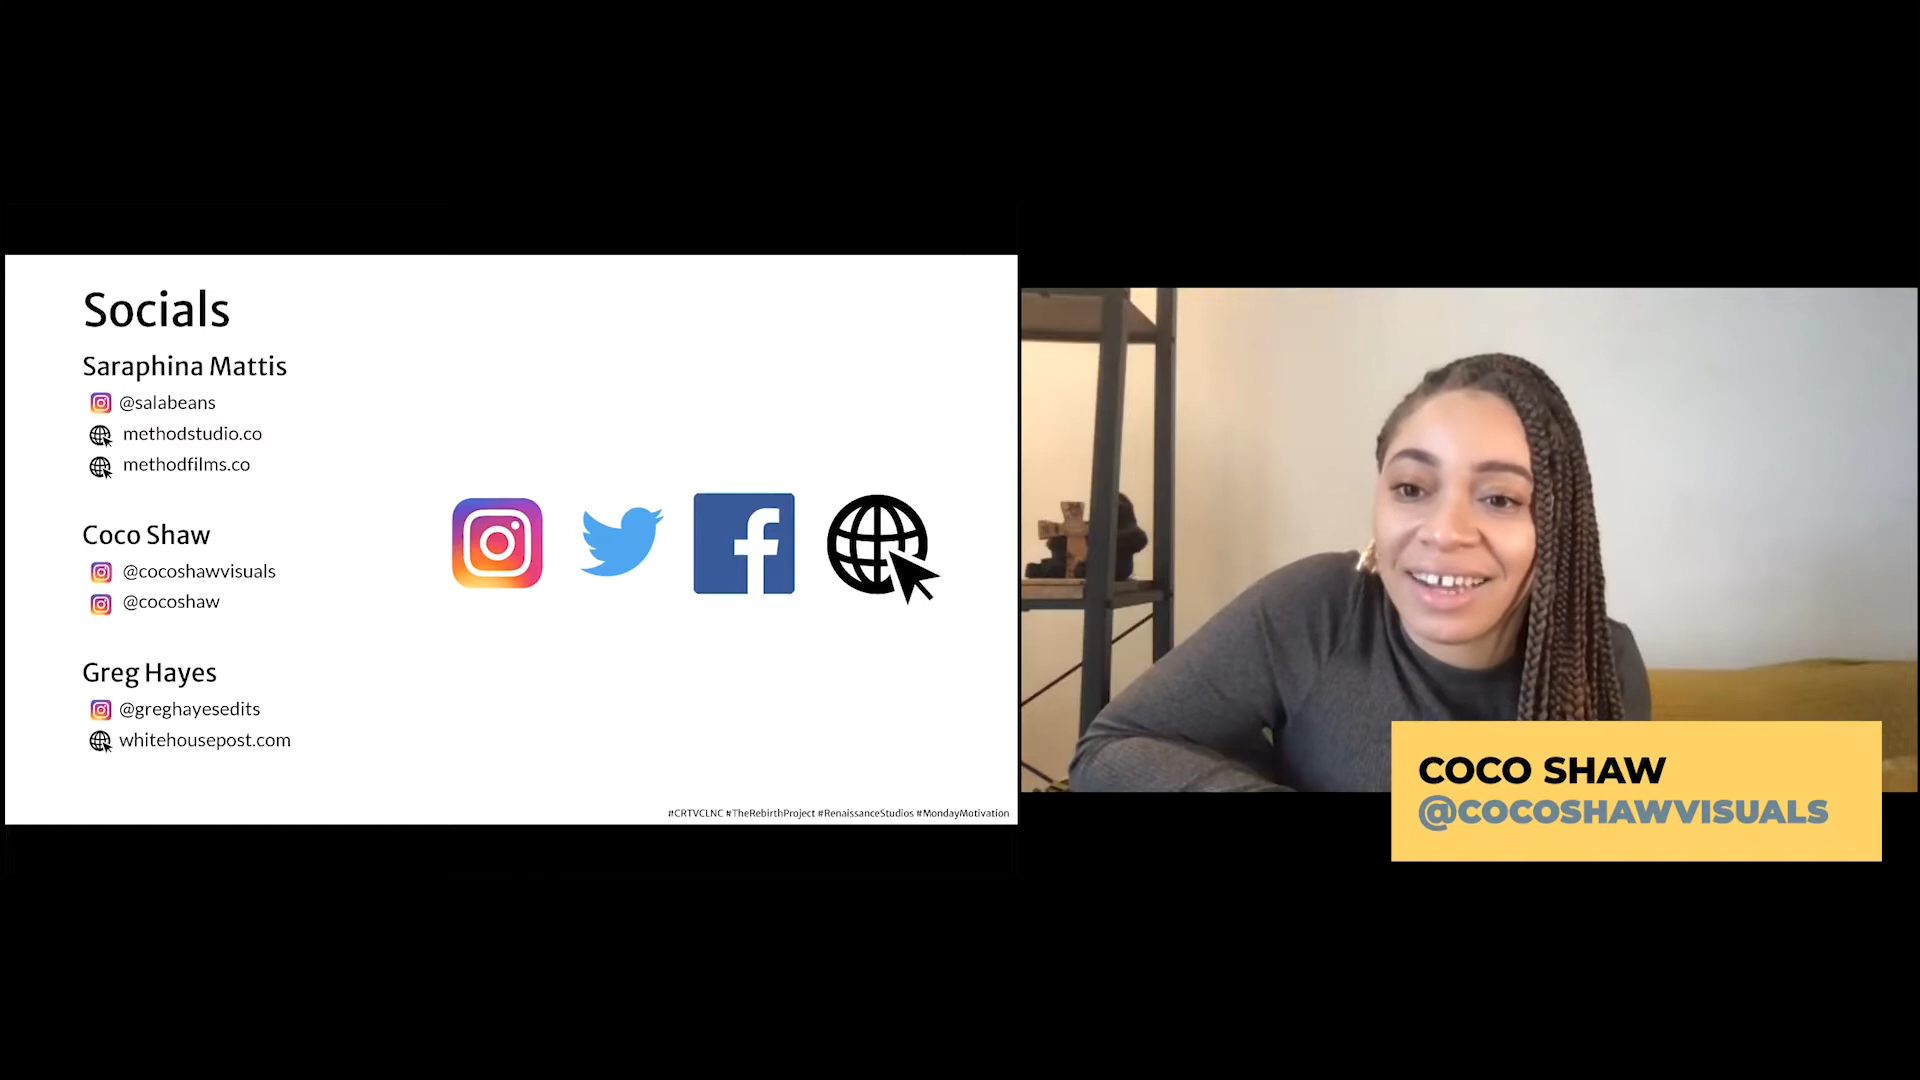 Socials
Saraphina Mattis
@salabeans
methodstudio.co
methodfilms.co
Coco Shaw
@cocoshawvisuals
@cocoshaw
Greg Hayes
@greghayesedits
whitehousepost.com
#CRTVCLNC #TheRebirthProject #RenaissanceStudios #MondayMotivation
COCO SHAW
@COCOSHAWVISUALS